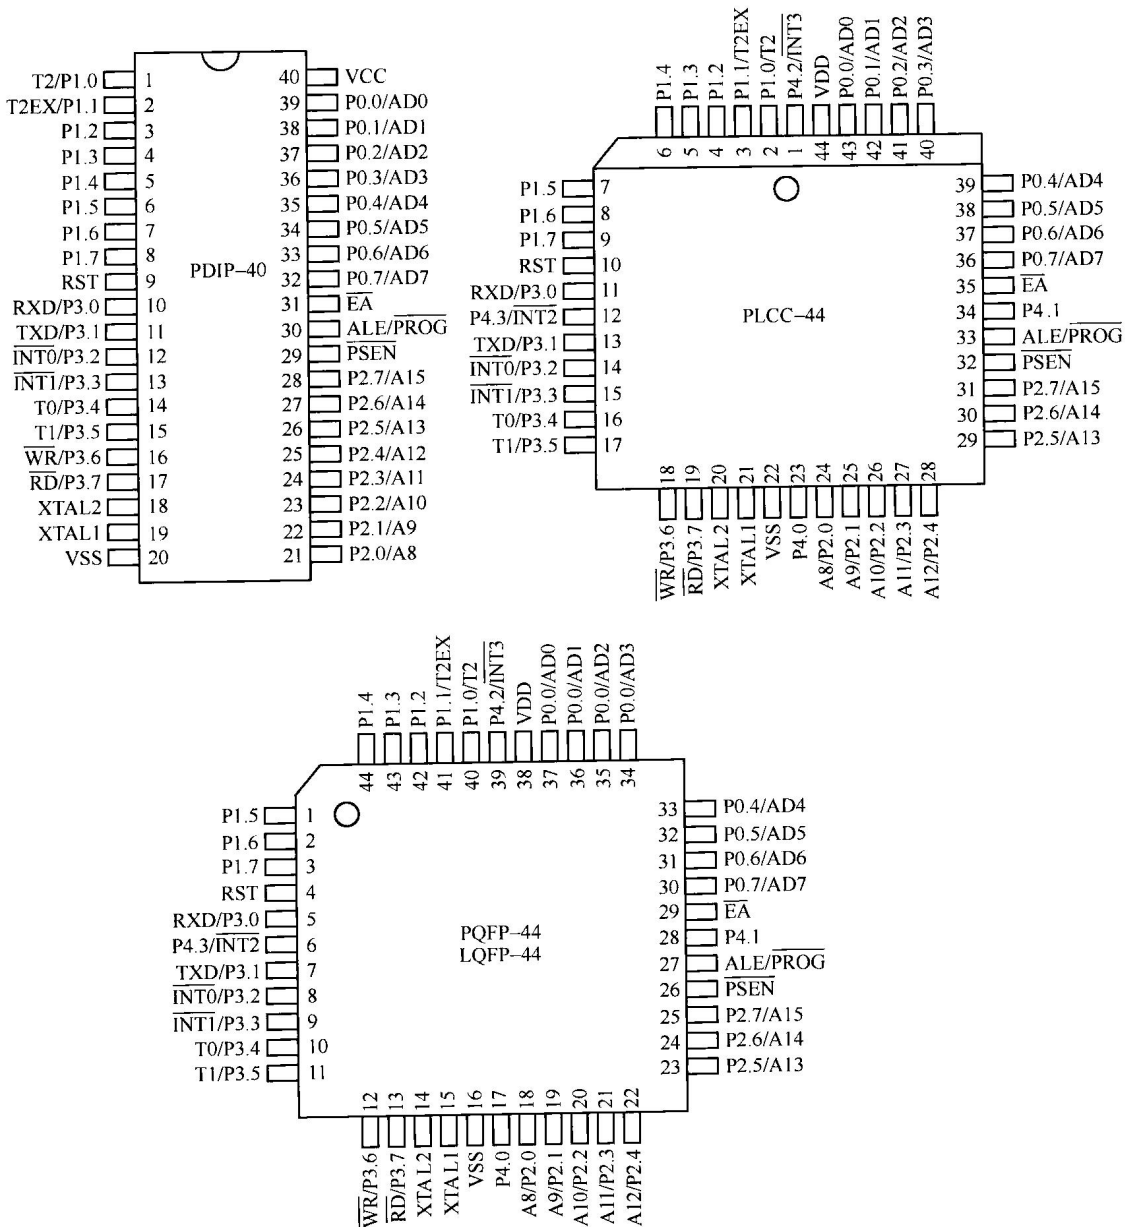 T2/P1.0 1
T2EX/P1.1 2
P1.2 3
P1.3 4
P1.4 5
P1.5 6
P1.6 7
P1.7 8
RST 9
RXD/P3.0 10
TXD/P3.1 11
INT0/P3.2 12
INT1/P3.3 13
T0/P3.4 14
T1/P3.5 15
WR/P3.6 16
RD/P3.7 17
XTAL2 18
XTAL1 19
VSS 20
PDIP-40
40 VCC
39 P0.0/AD0
38 P0.1/AD1
37 P0.2/AD2
36 P0.3/AD3
35 P0.4/AD4
34 P0.5/AD5
33 P0.6/AD6
32 P0.7/AD7
31 EA
30 ALE/PROG
29 PSEN
28 P2.7/A15
27 P2.6/A14
26 P2.5/A13
25 P2.4/A12
24 P2.3/A11
23 P2.2/A10
22 P2.1/A9
21 P2.0/A8
P1.4 6
P1.3 5
P1.2 4
P1.1/T2EX 3
P1.0/T2 2
P4.2/INT3 1
VDD 44
P0.0/AD0 43
P0.1/AD1 42
P0.2/AD2 41
P0.3/AD3 40
P1.5 7
P1.6 8
P1.7 9
RST 10
RXD/P3.0 11
P4.3/INT2 12
TXD/P3.1 13
INT0/P3.2 14
INT1/P3.3 15
T0/P3.4 16
T1/P3.5 17
PLCC-44
39 P0.4/AD4
38 P0.5/AD5
37 P0.6/AD6
36 P0.7/AD7
35 EA
34 P4.1
33 ALE/PROG
32 PSEN
31 P2.7/A15
30 P2.6/A14
29 P2.5/A13
18 WR/P3.6
19 RD/P3.7
20 XTAL2
21 XTAL1
22 VSS
23 P4.0
24 A8/P2.0
25 A9/P2.1
26 A10/P2.2
27 A11/P2.3
28 A12/P2.4
P1.4 44
P1.3 43
P1.2 42
P1.1/T2EX 41
P1.0/T2 40
P4.2/INT3 39
VDD 38
P0.0/AD0 37
P0.0/AD1 36
P0.0/AD2 35
P0.0/AD3 34
P1.5 1
P1.6 2
P1.7 3
RST 4
RXD/P3.0 5
P4.3/INT2 6
TXD/P3.1 7
INT0/P3.2 8
INT1/P3.3 9
T0/P3.4 10
T1/P3.5 11
PQFP-44
LQFP-44
33 P0.4/AD4
32 P0.5/AD5
31 P0.6/AD6
30 P0.7/AD7
29 EA
28 P4.1
27 ALE/PROG
26 PSEN
25 P2.7/A15
24 P2.6/A14
23 P2.5/A13
12 WR/P3.6
13 RD/P3.7
14 XTAL2
15 XTAL1
16 VSS
17 P4.0
18 A8/P2.0
19 A9/P2.1
20 A10/P2.2
21 A11/P2.3
22 A12/P2.4